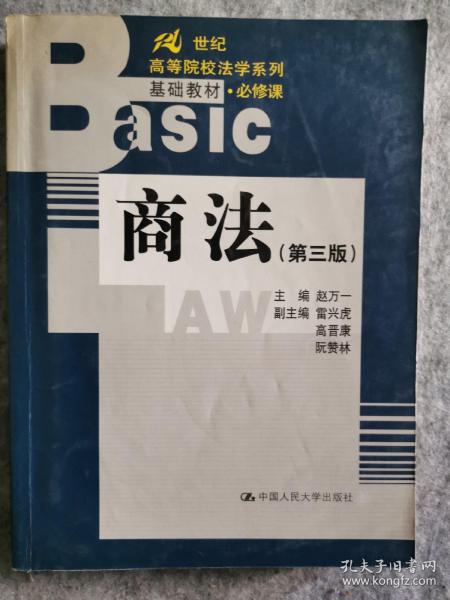 21 世纪
高等院校法学系列
基础教材·必修课
Basic
商法(第三版)
LAW
主 编 赵万一
副主编 雷兴虎
高晋康
阮赞林
中国人民大学出版社
孔夫子旧书网
www.kongfz.com